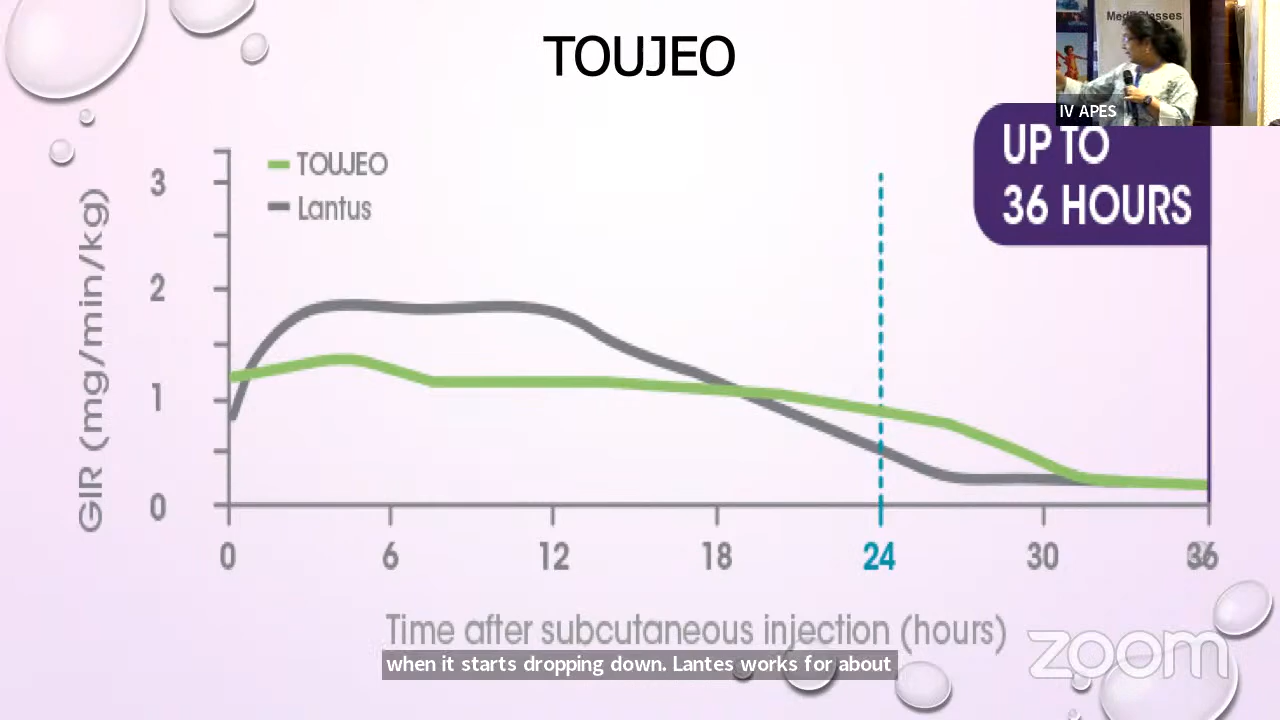 TOUJEO
IV APES
UP TO
36 HOURS
TOUJEO
Lantus
GIR (mg/min/kg)
3
2
1
0
0 6 12 18 24 30 36
Time after subcutaneous injection (hours)
when it starts dropping down. Lantes works for about
zoom